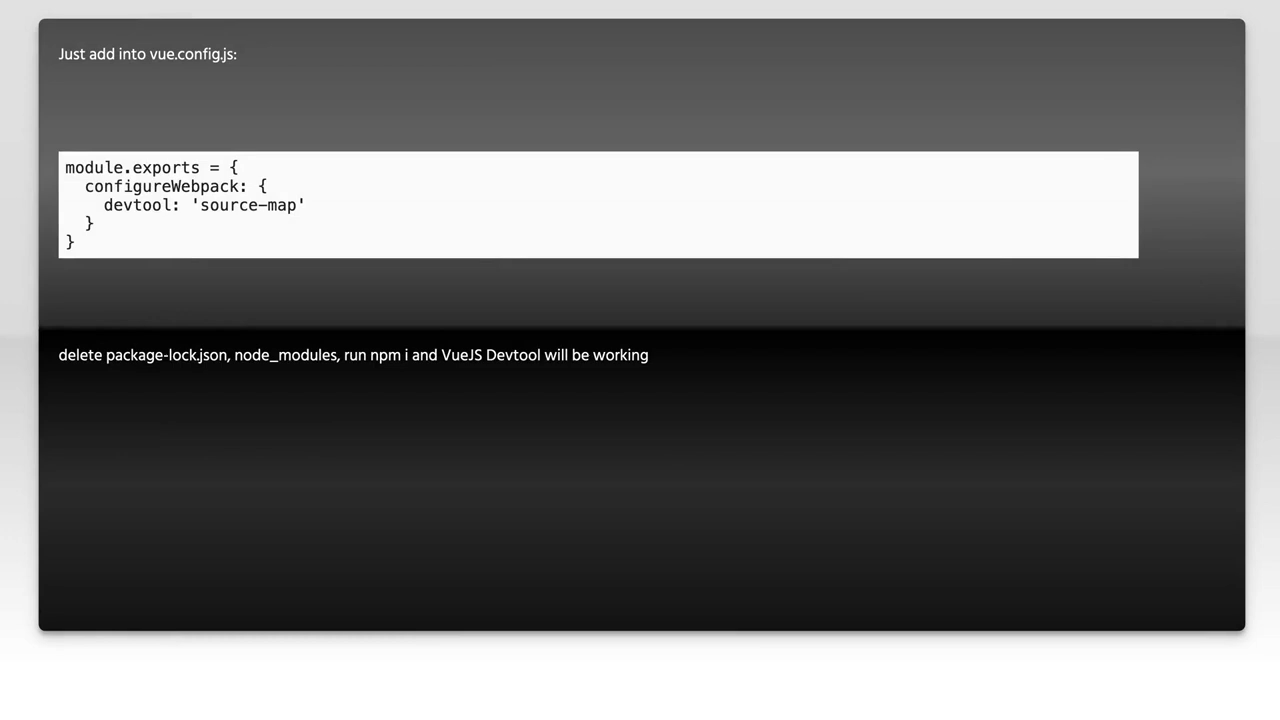 Just add into vue.config.js:
module.exports = {
  configureWebpack: {
    devtool: 'source-map'
  }
}
delete package-lock.json, node_modules, run npm i and VueJS Devtool will be working